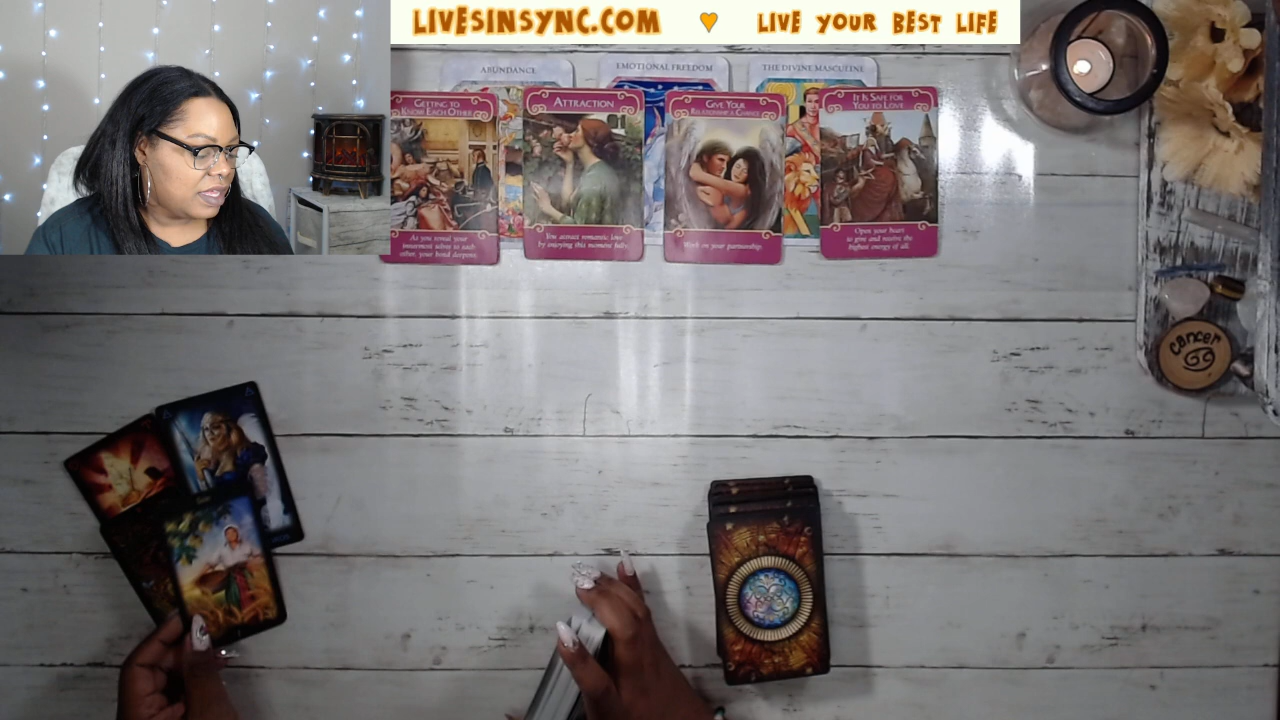 LIVESINSYNC.COM 🧡 LIVE YOUR BEST LIFE
ABUNDANCE
EMOTIONAL FREEDOM
THE DIVINE MASCULINE
GETTING TO
KNOW EACH OTHER
As you reveal your
innermost selves to each
other, your bond deepens.
ATTRACTION
You attract romantic love
by enjoying this moment fully.
GIVE YOUR
RELATIONSHIP A CHANCE
Work on your partnership.
IT IS SAFE FOR
YOU TO LOVE
Open your heart
to give and receive the
highest energy of all.
cancer